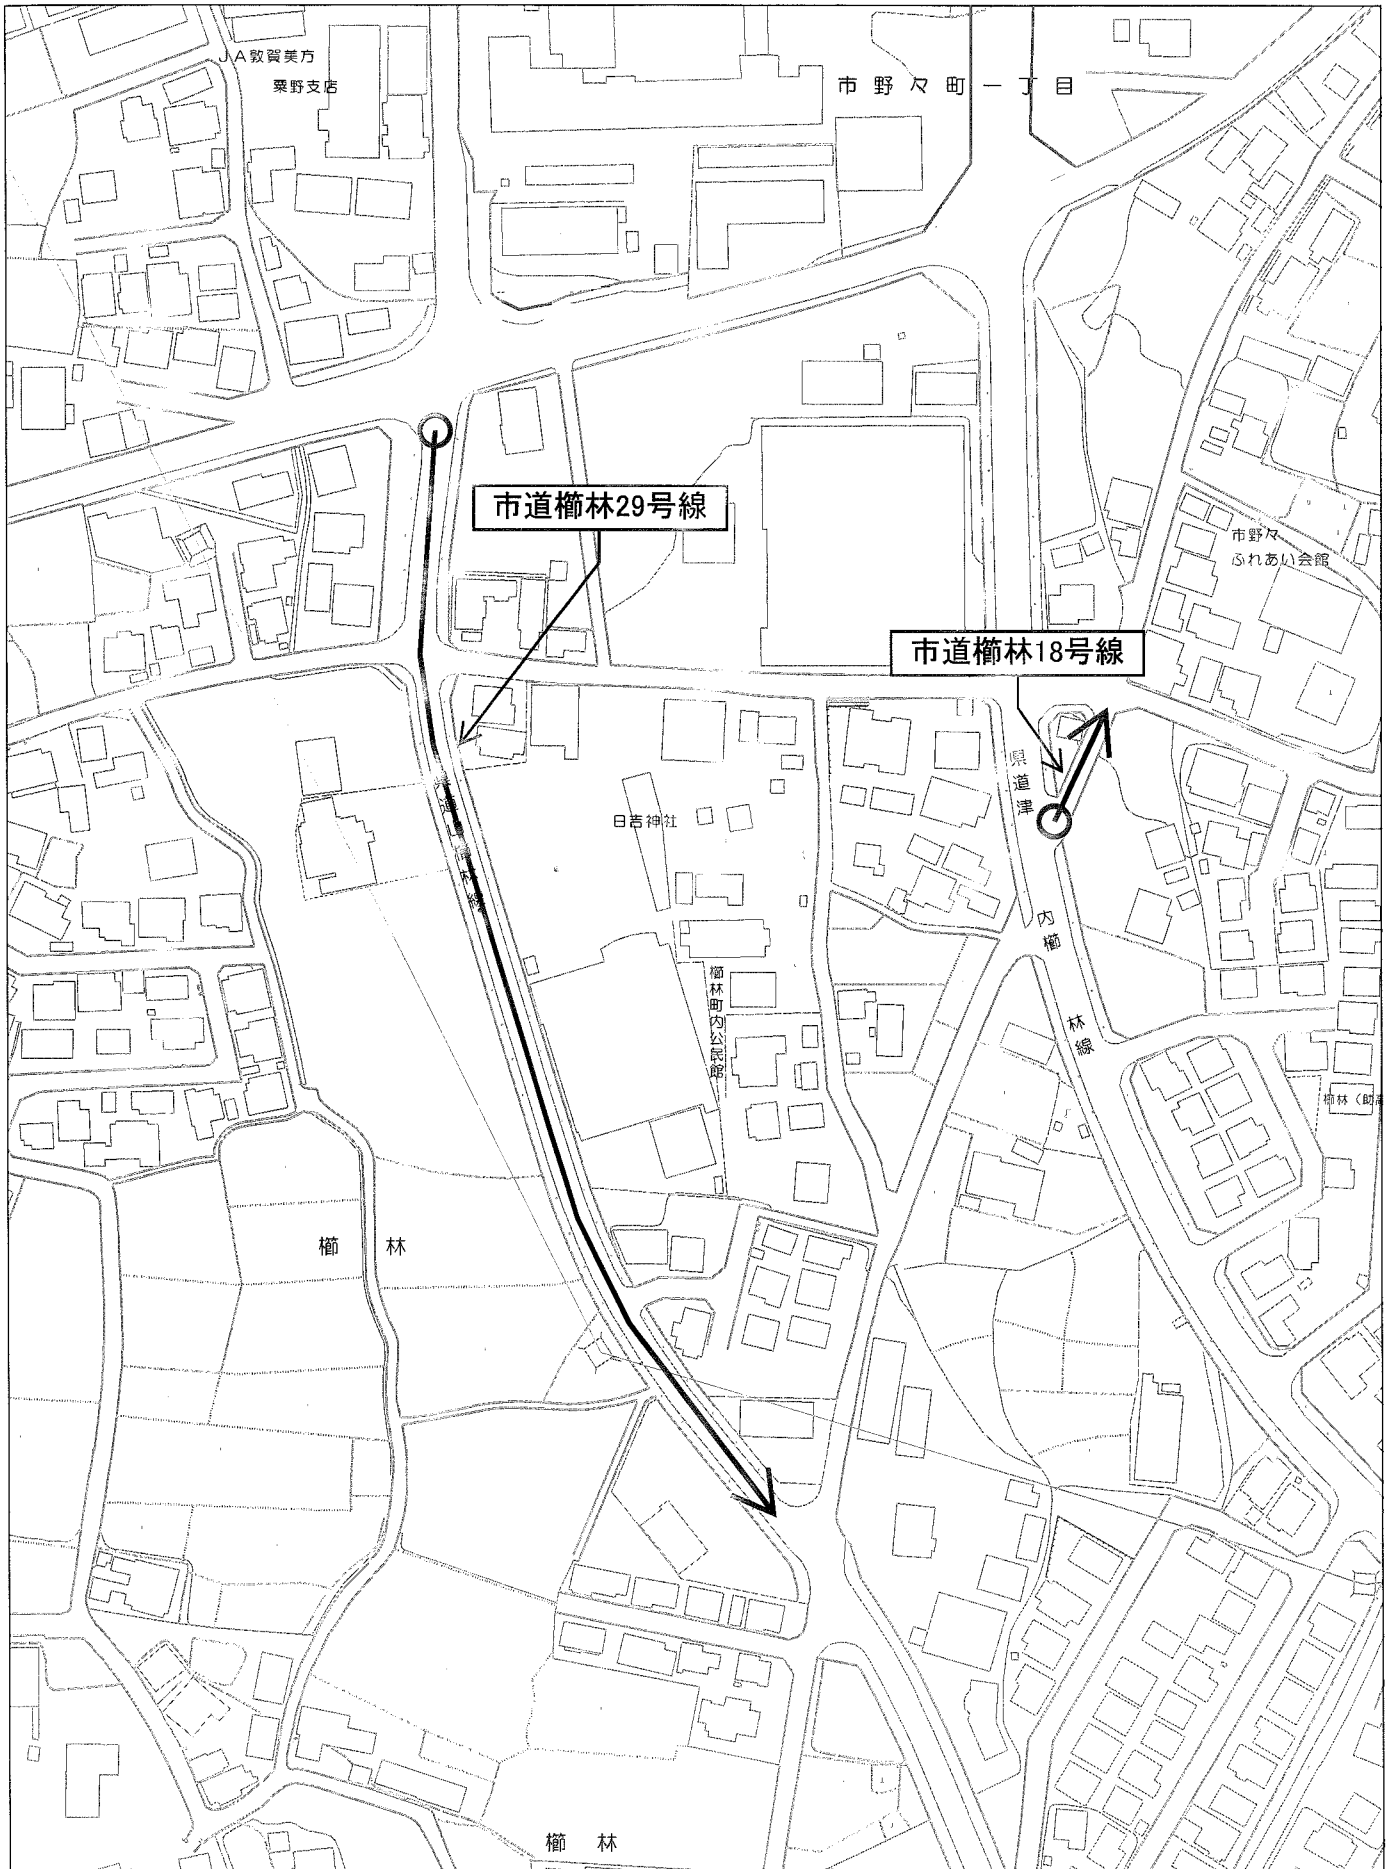 JA敦賀美方
粟野支店
市野々町一丁目
市道櫛林29号線
市野々
ふれあい会館
市道櫛林18号線
県道津
内櫛
林線
日吉神社
櫛林町内公民館
櫛林
櫛林